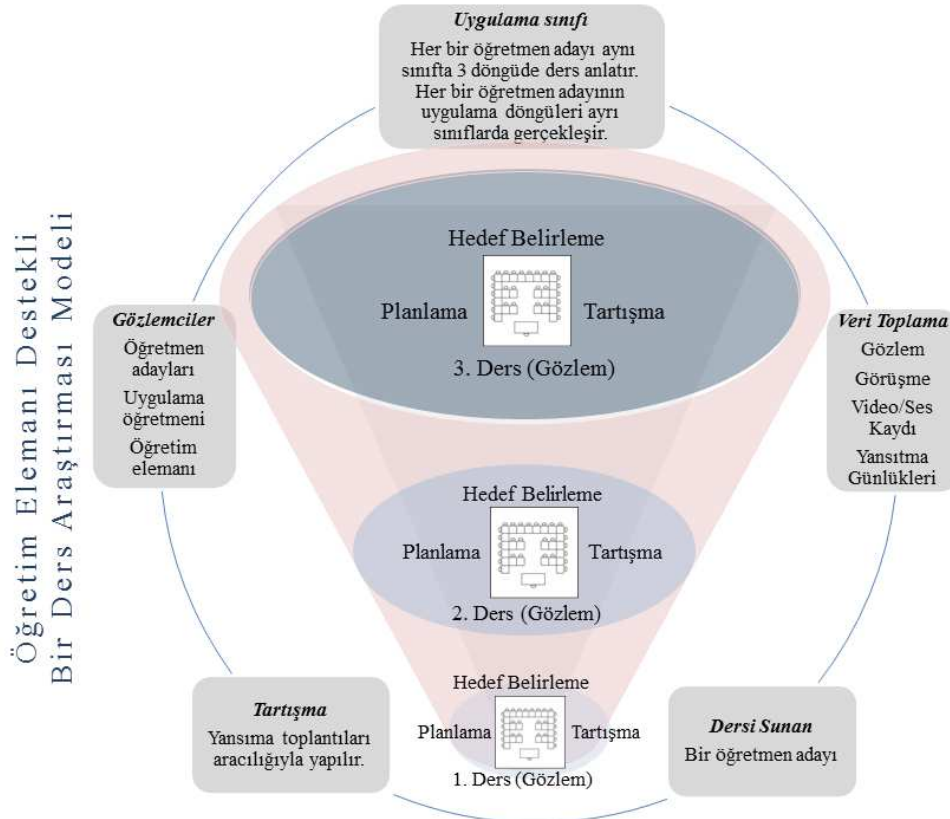 Öğretim Elemanı Destekli
Bir Ders Araştırması Modeli
Uygulama sınıfı
Her bir öğretmen adayı aynı
sınıfta 3 döngüde ders anlatır.
Her bir öğretmen adayının
uygulama döngüleri ayrı
sınıflarda gerçekleşir.
Gözlemciler
Öğretmen
adayları
Uygulama
öğretmeni
Öğretim
elemanı
Hedef Belirleme
Planlama
Tartışma
3. Ders (Gözlem)
Veri Toplama
Gözlem
Görüşme
Video/Ses
Kaydı
Yansıtma
Günlükleri
Hedef Belirleme
Planlama
Tartışma
2. Ders (Gözlem)
Hedef Belirleme
Planlama
Tartışma
1. Ders (Gözlem)
Tartışma
Yansıma toplantıları
aracılığıyla yapılır.
Dersi Sunan
Bir öğretmen adayı